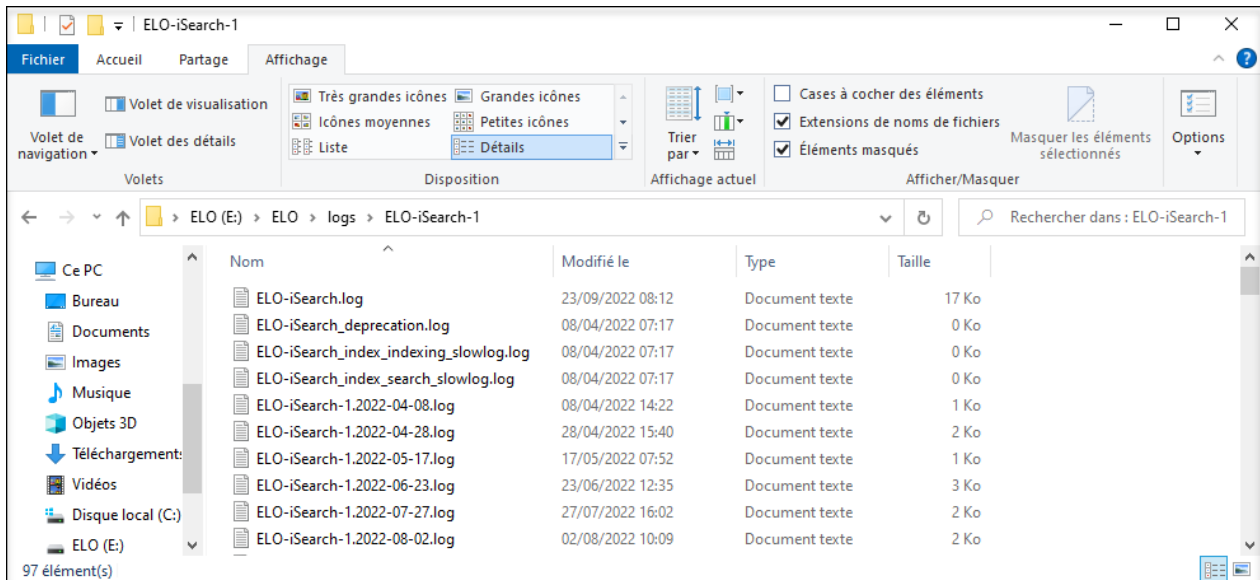 ELO-iSearch-1
Fichier Accueil Partage Affichage
Volet de navigation
Volet de visualisation
Volet des détails
Volets
Très grandes icônes Grandes icônes
Icônes moyennes Petites icônes
Liste Détails
Disposition
Trier par
Affichage actuel
Cases à cocher des éléments
Extensions de noms de fichiers
Éléments masqués
Masquer les éléments
sélectionnés
Afficher/Masquer
Options
ELO (E:) > ELO > logs > ELO-iSearch-1
Rechercher dans : ELO-iSearch-1
Ce PC
Bureau
Documents
Images
Musique
Objets 3D
Téléchargements
Vidéos
Disque local (C:)
ELO (E:)
Nom Modifié le Type Taille
ELO-iSearch.log 23/09/2022 08:12 Document texte 17 Ko
ELO-iSearch_deprecation.log 08/04/2022 07:17 Document texte 0 Ko
ELO-iSearch_index_indexing_slowlog.log 08/04/2022 07:17 Document texte 0 Ko
ELO-iSearch_index_search_slowlog.log 08/04/2022 07:17 Document texte 0 Ko
ELO-iSearch-1.2022-04-08.log 08/04/2022 14:22 Document texte 1 Ko
ELO-iSearch-1.2022-04-28.log 28/04/2022 15:40 Document texte 2 Ko
ELO-iSearch-1.2022-05-17.log 17/05/2022 07:52 Document texte 1 Ko
ELO-iSearch-1.2022-06-23.log 23/06/2022 12:35 Document texte 3 Ko
ELO-iSearch-1.2022-07-27.log 27/07/2022 16:02 Document texte 2 Ko
ELO-iSearch-1.2022-08-02.log 02/08/2022 10:09 Document texte 2 Ko
97 élément(s)